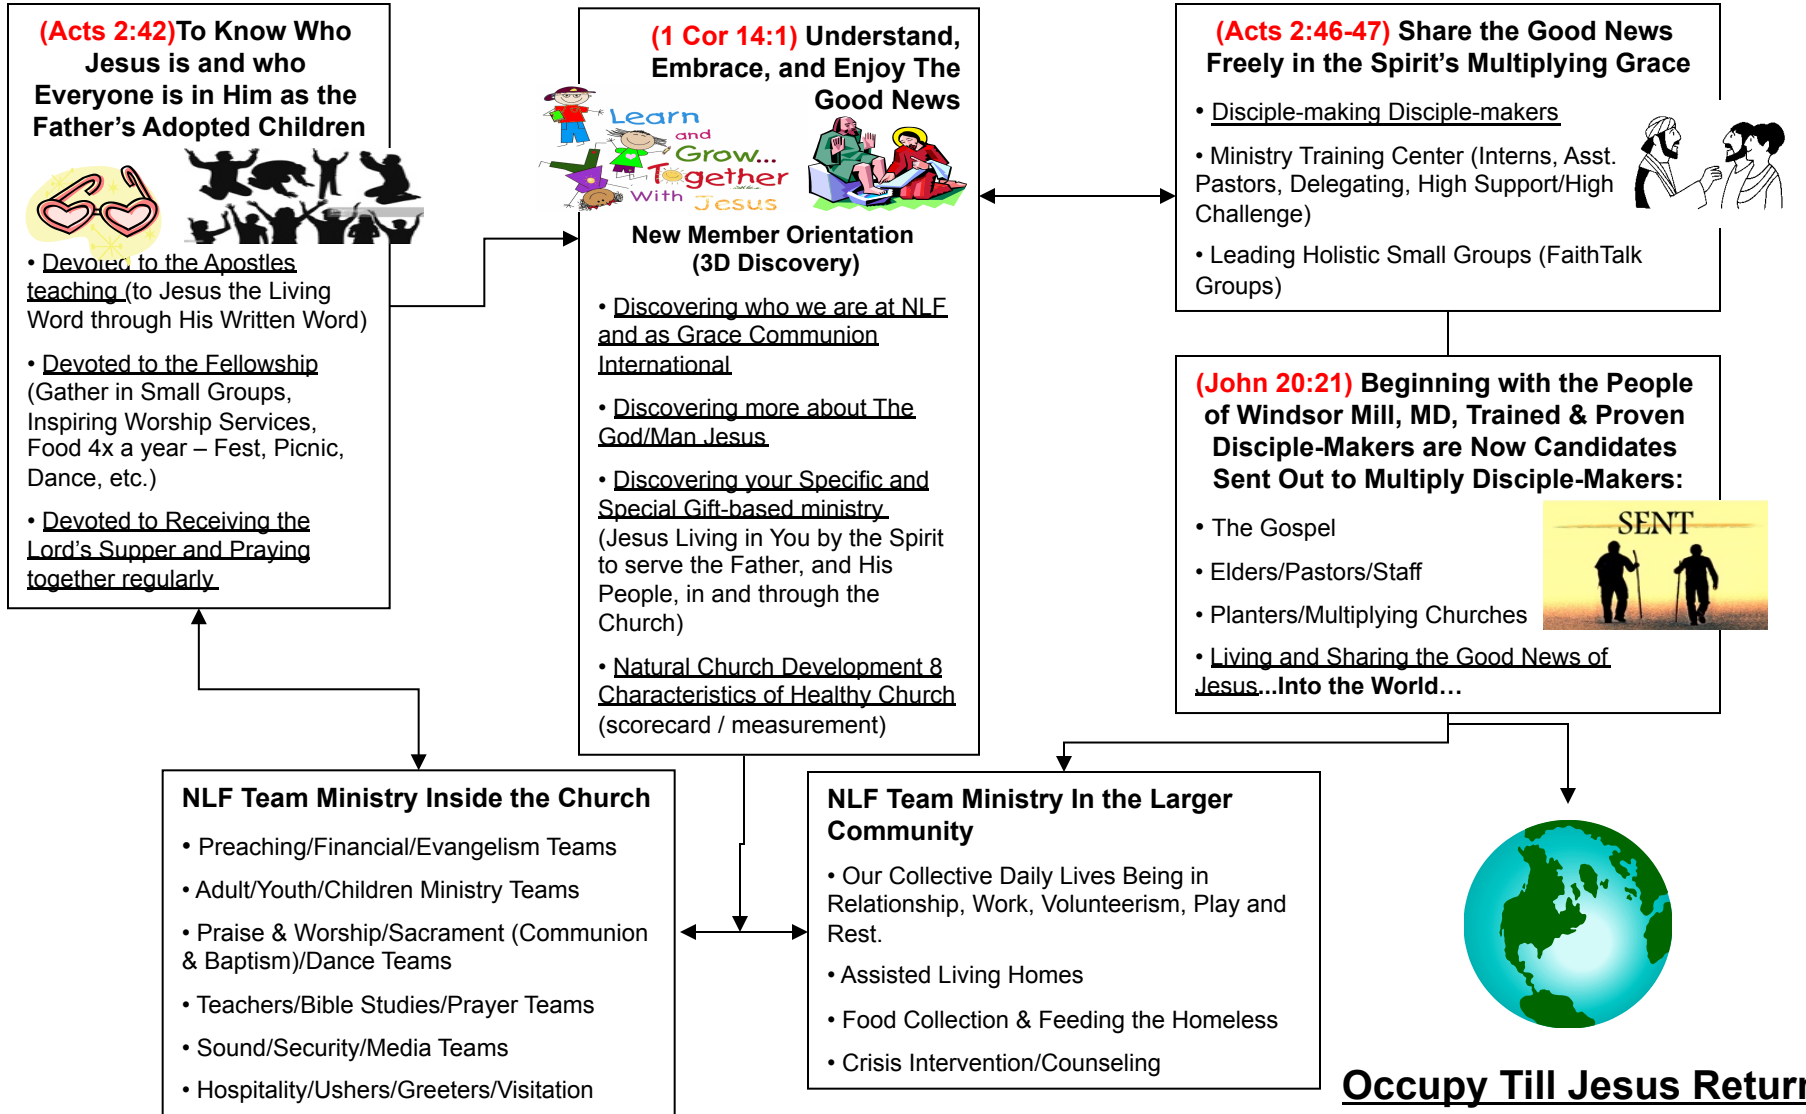 (Acts 2:42)To Know Who
Jesus is and who
Everyone is in Him as the
Father’s Adopted Children
• Devoted to the Apostles
teaching (to Jesus the Living
Word through His Written Word)
• Devoted to the Fellowship
(Gather in Small Groups,
Inspiring Worship Services,
Food 4x a year – Fest, Picnic,
Dance, etc.)
• Devoted to Receiving the
Lord’s Supper and Praying
together regularly
(1 Cor 14:1) Understand,
Embrace, and Enjoy The
Good News
Learn
and
Grow...
Together
With Jesus
New Member Orientation
(3D Discovery)
• Discovering who we are at NLF
and as Grace Communion
International
• Discovering more about The
God/Man Jesus
• Discovering your Specific and
Special Gift-based ministry
(Jesus Living in You by the Spirit
to serve the Father, and His
People, in and through the
Church)
• Natural Church Development 8
Characteristics of Healthy Church
(scorecard / measurement)
(Acts 2:46-47) Share the Good News
Freely in the Spirit’s Multiplying Grace
• Disciple-making Disciple-makers
• Ministry Training Center (Interns, Asst.
Pastors, Delegating, High Support/High
Challenge)
• Leading Holistic Small Groups (FaithTalk
Groups)
(John 20:21) Beginning with the People
of Windsor Mill, MD, Trained & Proven
Disciple-Makers are Now Candidates
Sent Out to Multiply Disciple-Makers:
• The Gospel
• Elders/Pastors/Staff
• Planters/Multiplying Churches
• Living and Sharing the Good News of
Jesus...Into the World…
SENT
NLF Team Ministry Inside the Church
• Preaching/Financial/Evangelism Teams
• Adult/Youth/Children Ministry Teams
• Praise & Worship/Sacrament (Communion
& Baptism)/Dance Teams
• Teachers/Bible Studies/Prayer Teams
• Sound/Security/Media Teams
• Hospitality/Ushers/Greeters/Visitation
NLF Team Ministry In the Larger
Community
• Our Collective Daily Lives Being in
Relationship, Work, Volunteerism, Play and
Rest.
• Assisted Living Homes
• Food Collection & Feeding the Homeless
• Crisis Intervention/Counseling
Occupy Till Jesus Return